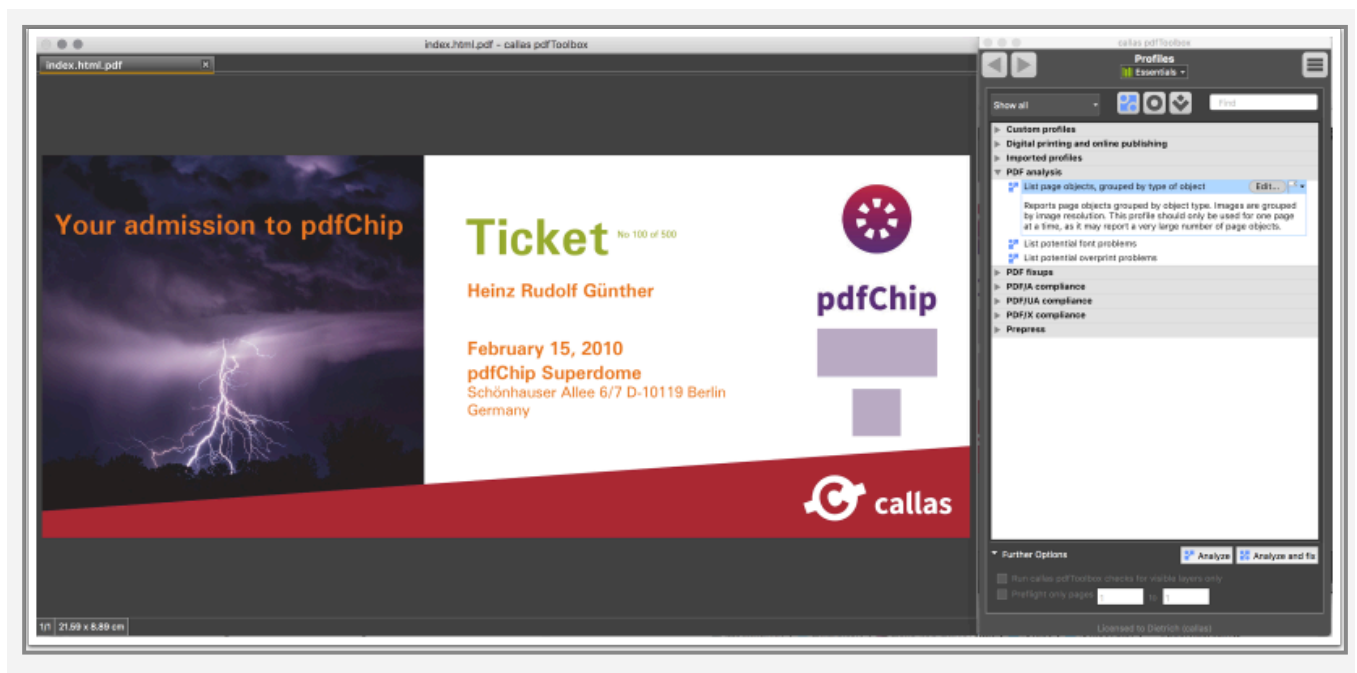 index.html.pdf - callas pdfToolbox
index.html.pdf ×
Your admission to pdfChip
Ticket No 100 of 500
Heinz Rudolf Günther
February 15, 2010
pdfChip Superdome
Schönhauser Allee 6/7 D-10119 Berlin
Germany
pdfChip
callas
1/1 21.59 x 8.89 cm
callas pdfToolbox
Profiles
Essentials
Show all
Find
Custom profiles
Digital printing and online publishing
Imported profiles
PDF analysis
List page objects, grouped by type of object Edit...
Reports page objects grouped by object type. Images are grouped
by image resolution. This profile should only be used for one page
at a time, as it may report a very large number of page objects.
List potential font problems
List potential overprint problems
PDF fixups
PDF/A compliance
PDF/UA compliance
PDF/X compliance
Prepress
Further Options
Analyze
Analyze and fix
Run callas pdfToolbox checks for visible layers only
Preflight only pages 1 to 1
Licensed to Dietrich (callas)